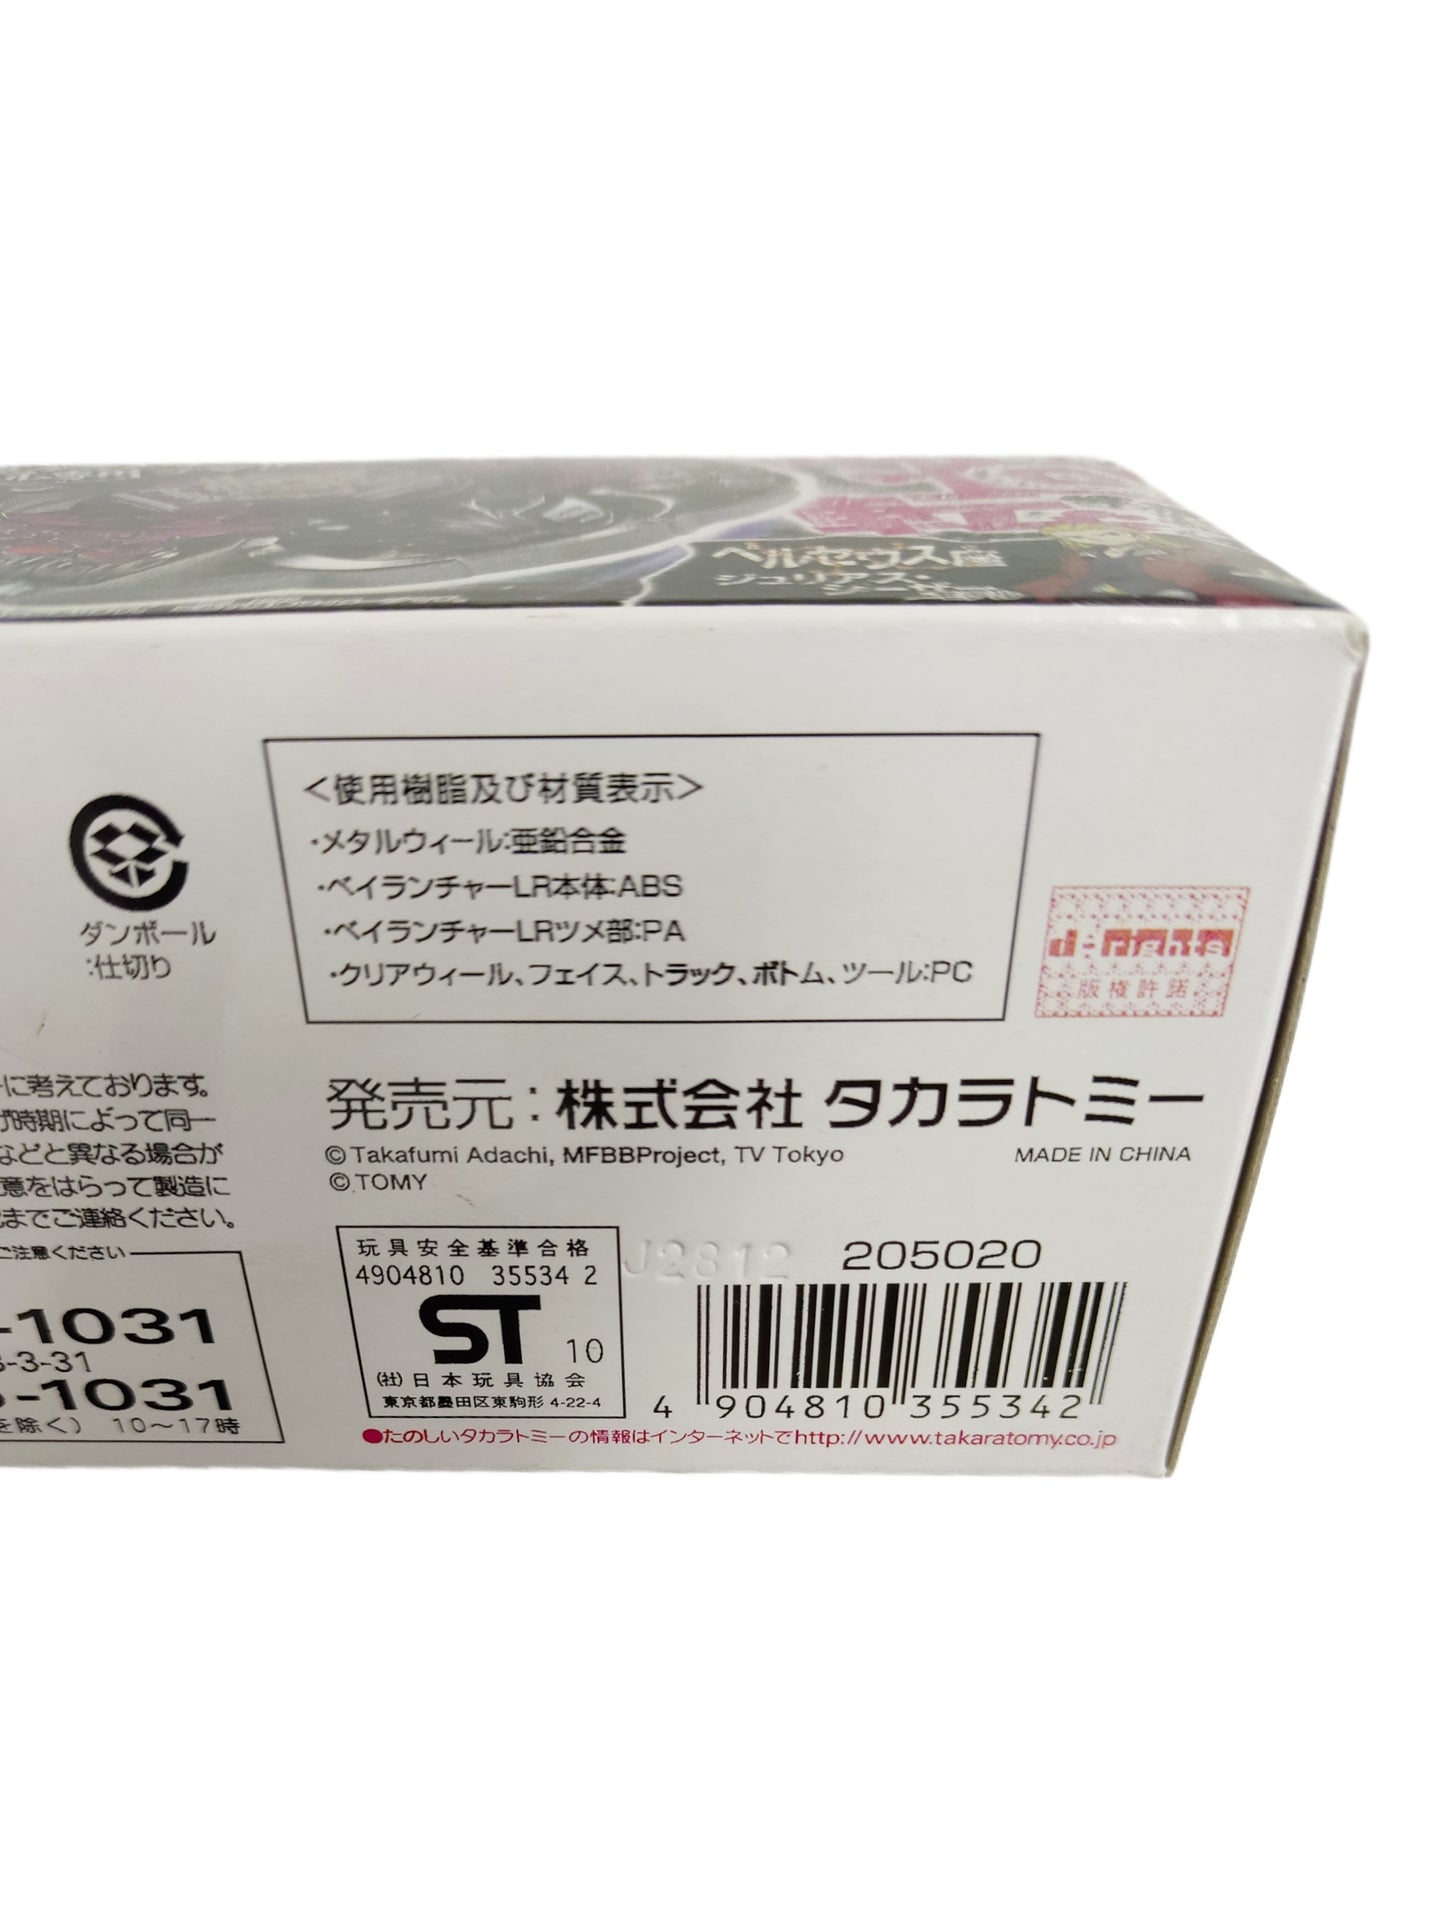 ペルセウス座
ジュリアス・
シーザー
ダンボール
:仕切り
<使用樹脂及び材質表示>
・メタルウィール:亜鉛合金
・ベイランチャーLR本体:ABS
・ベイランチャーLRツメ部:PA
・クリアウィール、フェイス、トラック、ボトム、ツール:PC
d-rights
版権許諾
に考えております。
時期によって同一
などと異なる場合が
意をはらって製造に
までご連絡ください。
ご注意ください
-1031
3-3-31
-1031
を除く) 10〜17時
発売元:株式会社 タカラトミー
©Takafumi Adachi, MFBBProject, TV Tokyo
MADE IN CHINA
©TOMY
玩具安全基準合格
4904810 35534 2
ST 10
(社)日本玩具協会
東京都墨田区東駒形 4-22-4
J2812
205020
4 904810 355342
●たのしいタカラトミーの情報はインターネットでhttp://www.takaratomy.co.jp